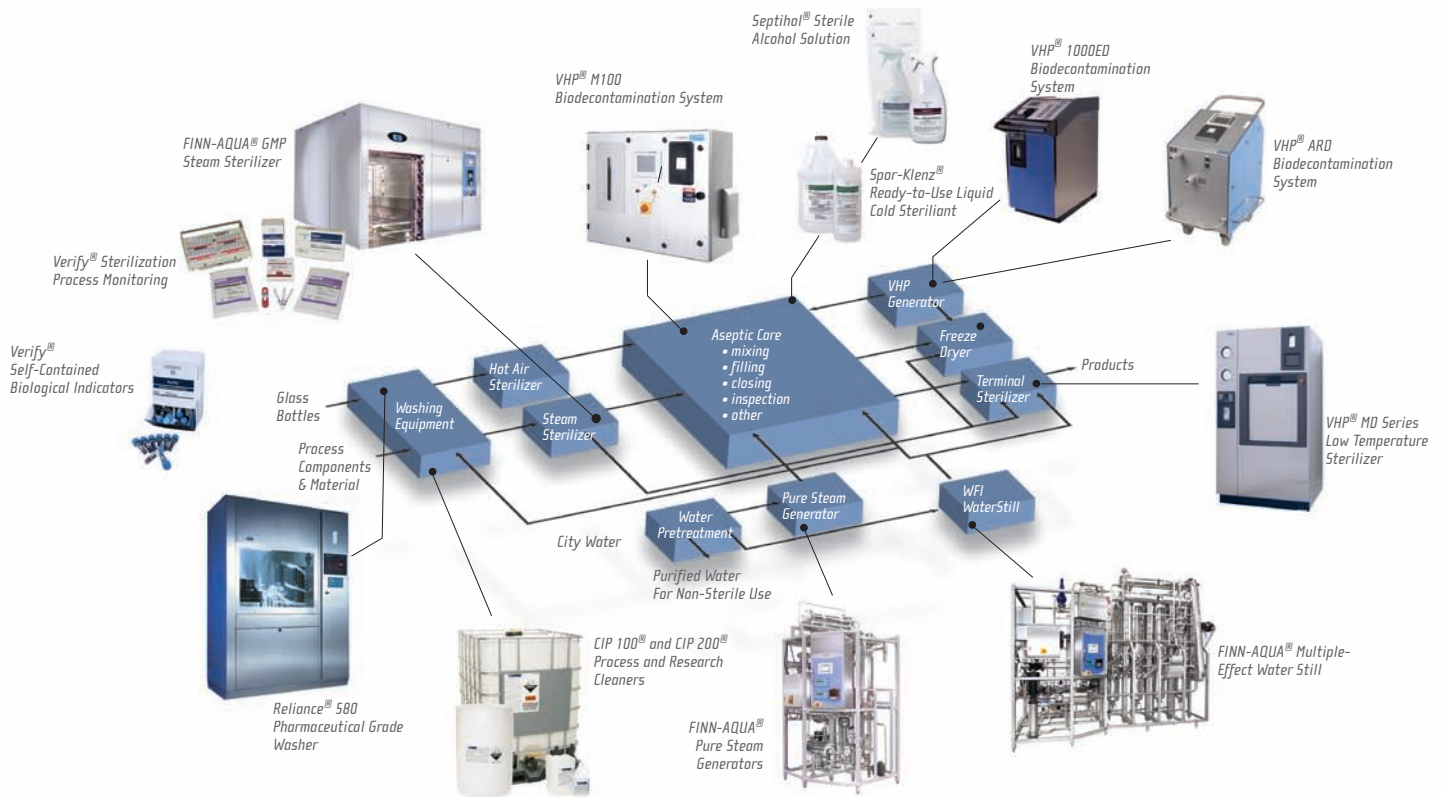 Septihol® Sterile
Alcohol Solution
VHP® 1000ED
Biodecontamination
System
VHP® M100
Biodecontamination System
FINN-AQUA® GMP
Steam Sterilizer
VHP® ARD
Biodecontamination
System
Spor-Klenz®
Ready-to-Use Liquid
Cold Steriliant
Verify® Sterilization
Process Monitoring
VHP
Generator
Aseptic Care
• mixing
• filling
• closing
• inspection
• other
Freeze
Dryer
Verify®
Self-Contained
Biological Indicators
Hot Air
Sterilizer
Products
Terminal
Sterilizer
Glass
Bottles
Washing
Equipment
Steam
Sterilizer
VHP® MD Series
Low Temperature
Sterilizer
Process
Components
& Material
Pure Steam
Generator
WFI
WaterStill
Water
Pretreatment
City Water
Purified Water
For Non-Sterile Use
CIP 100® and CIP 200®
Process and Research
Cleaners
FINN-AQUA® Multiple-
Effect Water Still
Reliance® 580
Pharmaceutical Grade
Washer
FINN-AQUA®
Pure Steam
Generators